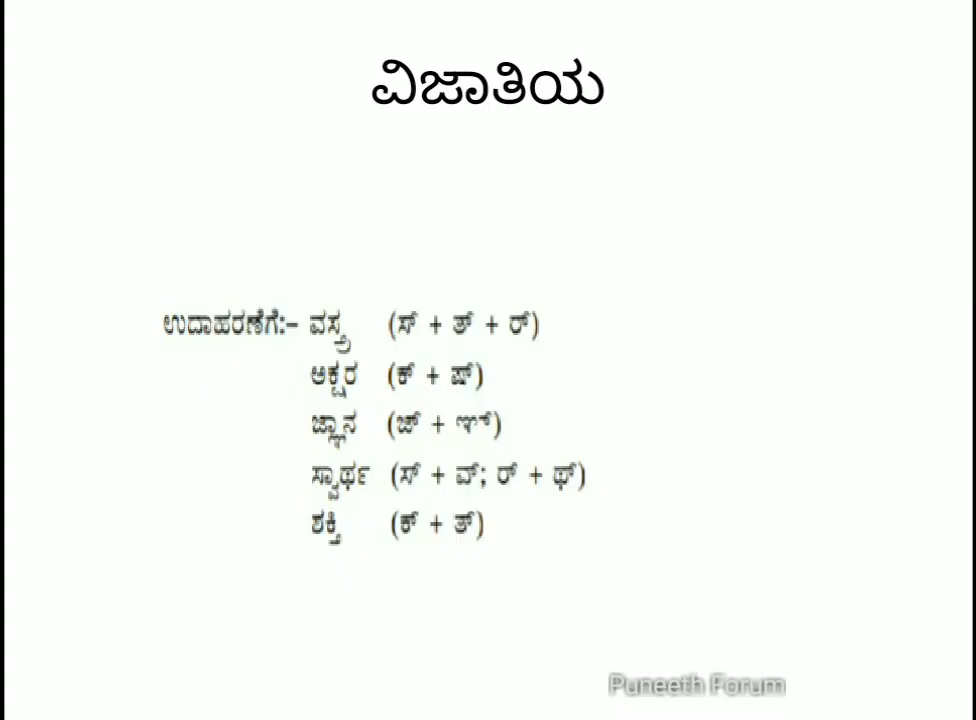 ವಿಜಾತಿಯ
ಉದಾಹರಣೆಗೆ:- ವಸ್ತ್ರ (ಸ್ + ತ್ + ರ್)
ಅಕ್ಷರ (ಕ್ + ಷ್)
ಜ್ಞಾನ (ಜ್ + ಞ್)
ಸ್ವಾರ್ಥ (ಸ್ + ವ್; ರ್ + ಥ್)
ಶಕ್ತಿ (ಕ್ + ತ್)
Puneeth Forum